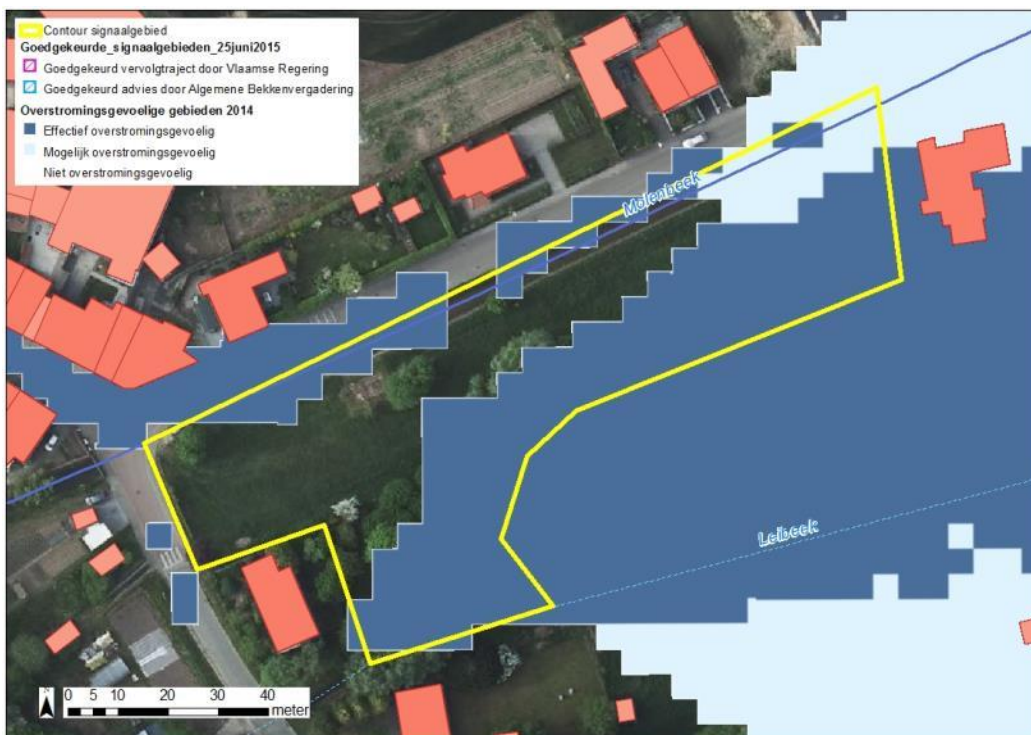 Contour signaalgebied
Goedgekeurde_signaalgebieden_25juni2015
Goedgekeurd vervolgtraject door Vlaamse Regering
Goedgekeurd advies door Algemene Bekkenvergadering
Overstromingsgevoelige gebieden 2014
Effectief overstromingsgevoelig
Mogelijk overstromingsgevoelig
Niet overstromingsgevoelig
Molenbeek
Leibeek
N
0 5 10 20 30 40
meter